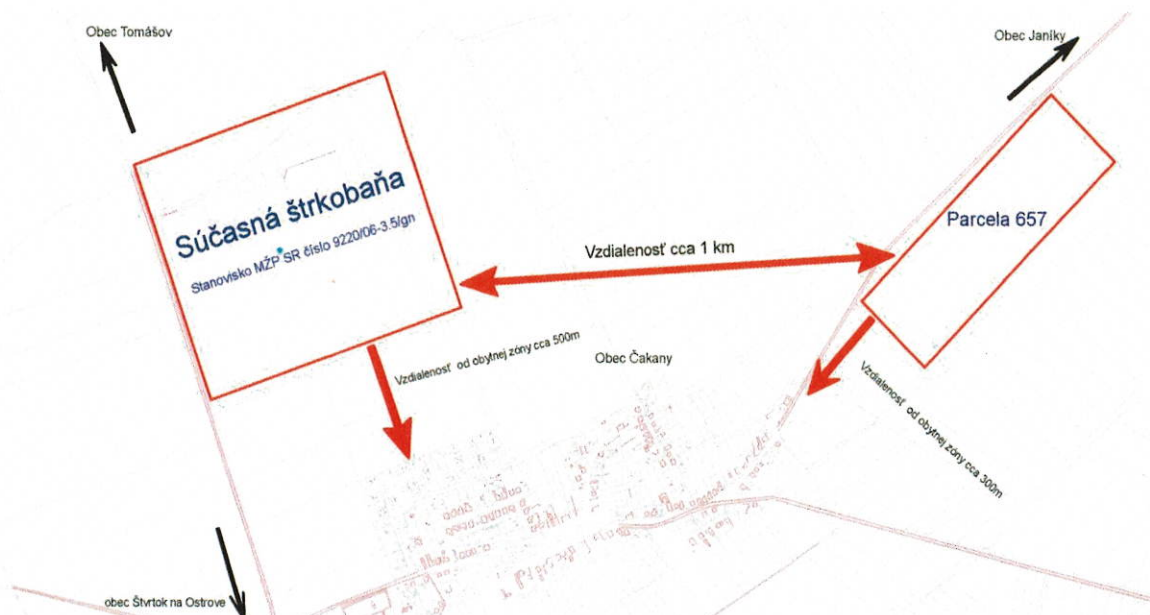 Obec Tomášov
Obec Janíky
Súčasná štrkobaňa
Stanovisko MŽP SR číslo 9220/06-3.5/gn
Parcela 657
Vzdialenosť cca 1 km
Vzdialenosť od obytnej zóny cca 500m
Obec Čakany
Vzdialenosť od obytnej zóny cca 300m
obec Štvrtok na Ostrove